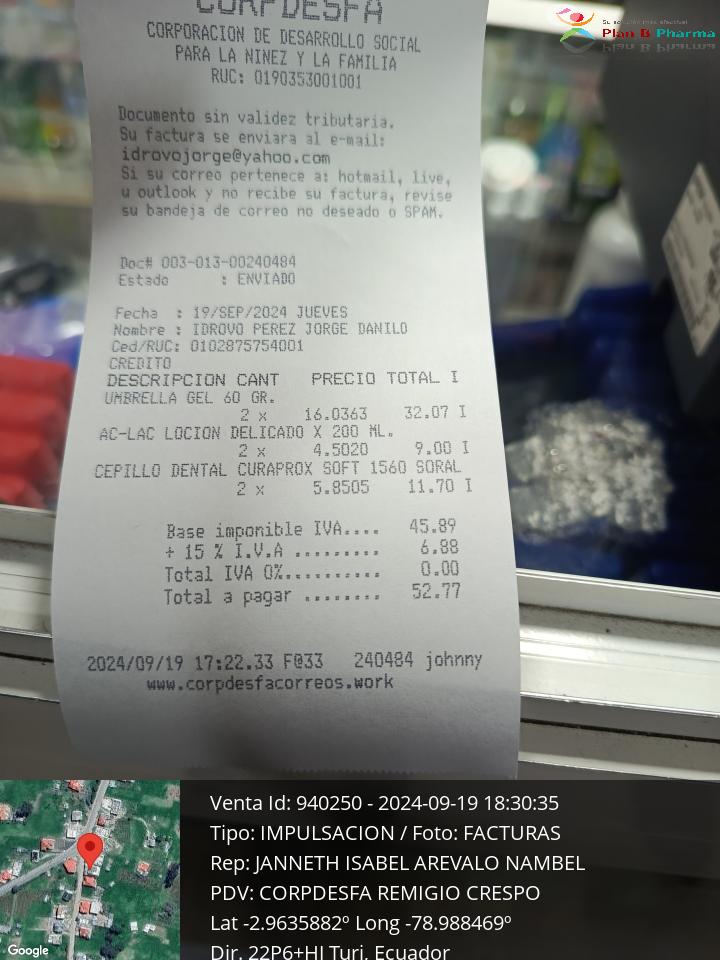 CORPDESFA
CORPORACION DE DESARROLLO SOCIAL
PARA LA NINEZ Y LA FAMILIA
RUC: 0190353001001
Documento sin validez tributaria.
Su factura se enviara al e-mail:
idrovojorge@yahoo.com
Si su correo pertenece a: hotmail, live,
u outlook y no recibe su factura, revise
su bandeja de correo no deseado o SPAM.
Doc# 003-013-00240484
Estado : ENVIADO
Fecha : 19/SEP/2024 JUEVES
Nombre : IDROVO PEREZ JORGE DANILO
Ced/RUC: 0102875754001
CREDITO
DESCRIPCION CANT PRECIO TOTAL I
UMBRELLA GEL 60 GR.
2 x 16.0363 32.07 I
AC-LAC LOCION DELICADO X 200 ML.
2 x 4.5020 9.00 I
CEPILLO DENTAL CURAPROX SOFT 1560 SORAL
2 x 5.8505 11.70 I
Base imponible IVA.... 45.89
+ 15 % I.V.A ......... 6.88
Total IVA 0%.......... 0.00
Total a pagar ........ 52.77
2024/09/19 17:22.33 F@33 240484 johnny
www.corpdesfacorreos.work
Su solución más efectiva!
Plan B Pharma
Venta Id: 940250 - 2024-09-19 18:30:35
Tipo: IMPULSACION / Foto: FACTURAS
Rep: JANNETH ISABEL AREVALO NAMBEL
PDV: CORPDESFA REMIGIO CRESPO
Lat -2.9635882º Long -78.988469º
Dir. 22P6+HJ Turi, Ecuador
Google